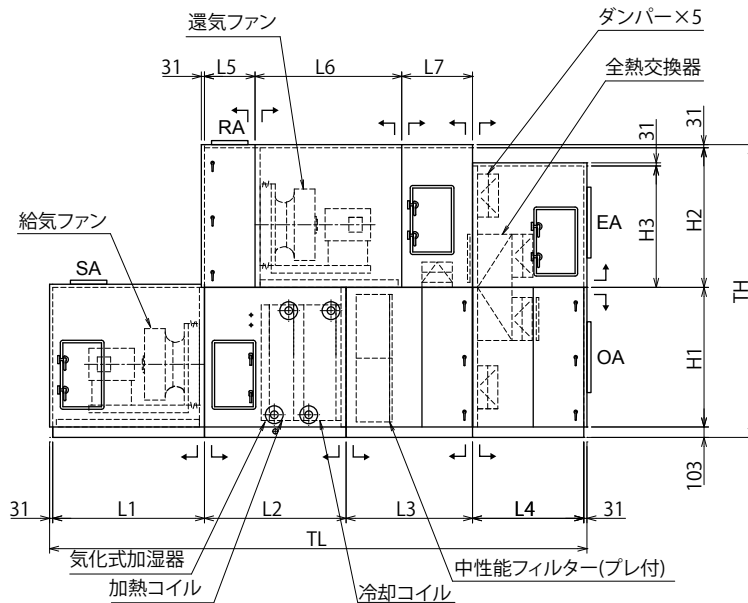 ダンパー×5
還気ファン
全熱交換器
31
L5
L6
L7
31
31
RA
給気ファン
SA
EA
H3
H2
TH
OA
H1
103
31
L1
L2
L3
L4
31
TL
気化式加湿器
加熱コイル
冷却コイル
中性能フィルター(プレ付)